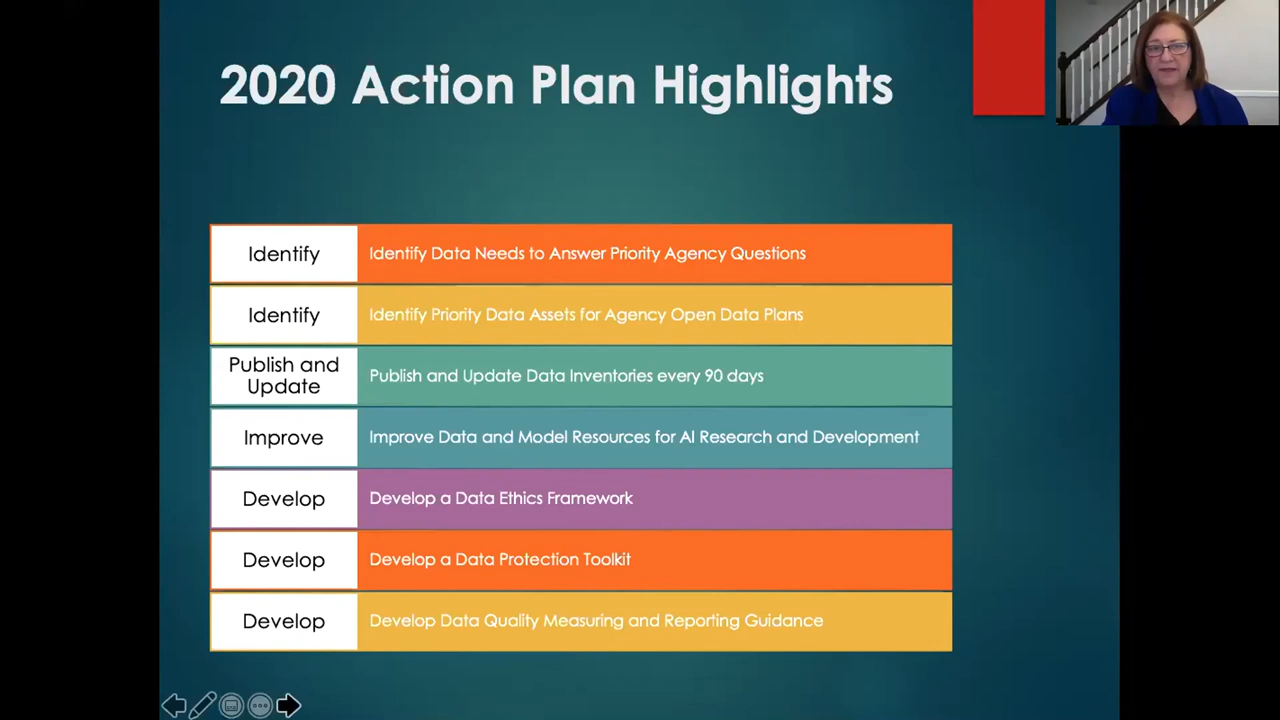 2020 Action Plan Highlights
Identify
Identify Data Needs to Answer Priority Agency Questions
Identify
Identify Priority Data Assets for Agency Open Data Plans
Publish and
Update
Publish and Update Data Inventories every 90 days
Improve
Improve Data and Model Resources for AI Research and Development
Develop
Develop a Data Ethics Framework
Develop
Develop a Data Protection Toolkit
Develop
Develop Data Quality Measuring and Reporting Guidance